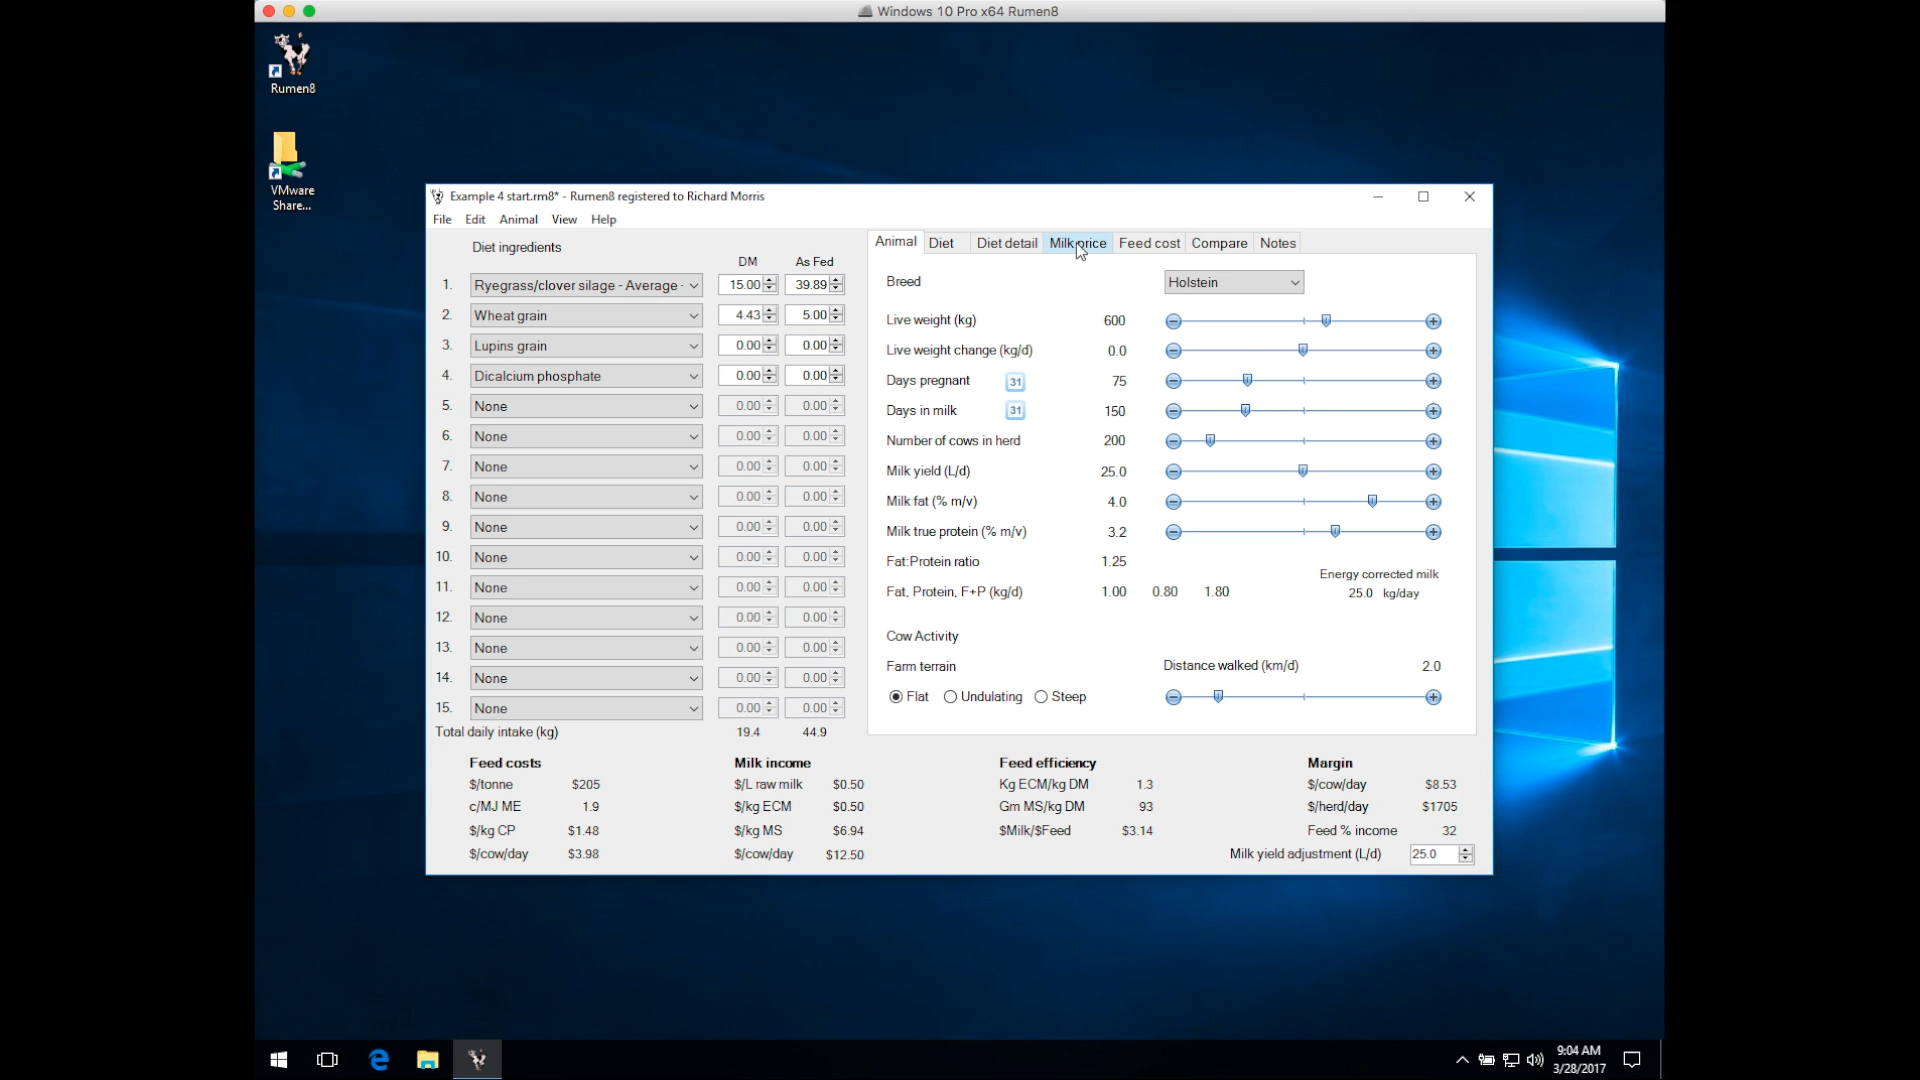 Windows 10 Pro x64 Rumen8
Rumen8
VMware
Share...
Example 4 start.rm8* - Rumen8 registered to Richard Morris
File Edit Animal View Help
Diet ingredients
DM As Fed
1. Ryegrass/clover silage - Average - 15.00 39.89
2. Wheat grain 4.43 5.00
3. Lupins grain 0.00 0.00
4. Dicalcium phosphate 0.00 0.00
5. None 0.00 0.00
6. None 0.00 0.00
7. None 0.00 0.00
8. None 0.00 0.00
9. None 0.00 0.00
10. None 0.00 0.00
11. None 0.00 0.00
12. None 0.00 0.00
13. None 0.00 0.00
14. None 0.00 0.00
15. None 0.00 0.00
Total daily intake (kg) 19.4 44.9
Animal Diet Diet detail Milk price Feed cost Compare Notes
Breed Holstein
Live weight (kg) 600
Live weight change (kg/d) 0.0
Days pregnant 31 75
Days in milk 31 150
Number of cows in herd 200
Milk yield (L/d) 25.0
Milk fat (% m/v) 4.0
Milk true protein (% m/v) 3.2
Fat:Protein ratio 1.25
Energy corrected milk
Fat, Protein, F+P (kg/d) 1.00 0.80 1.80 25.0 kg/day
Cow Activity
Farm terrain Distance walked (km/d) 2.0
Flat Undulating Steep
Feed costs Milk income Feed efficiency Margin
$/tonne $205 $/L raw milk $0.50 Kg ECM/kg DM 1.3 $/cow/day $8.53
c/MJ ME 1.9 $/kg ECM $0.50 Gm MS/kg DM 93 $/herd/day $1705
$/kg CP $1.48 $/kg MS $6.94 $Milk/$Feed $3.14 Feed % income 32
$/cow/day $3.98 $/cow/day $12.50 Milk yield adjustment (L/d) 25.0
9:04 AM
3/28/2017